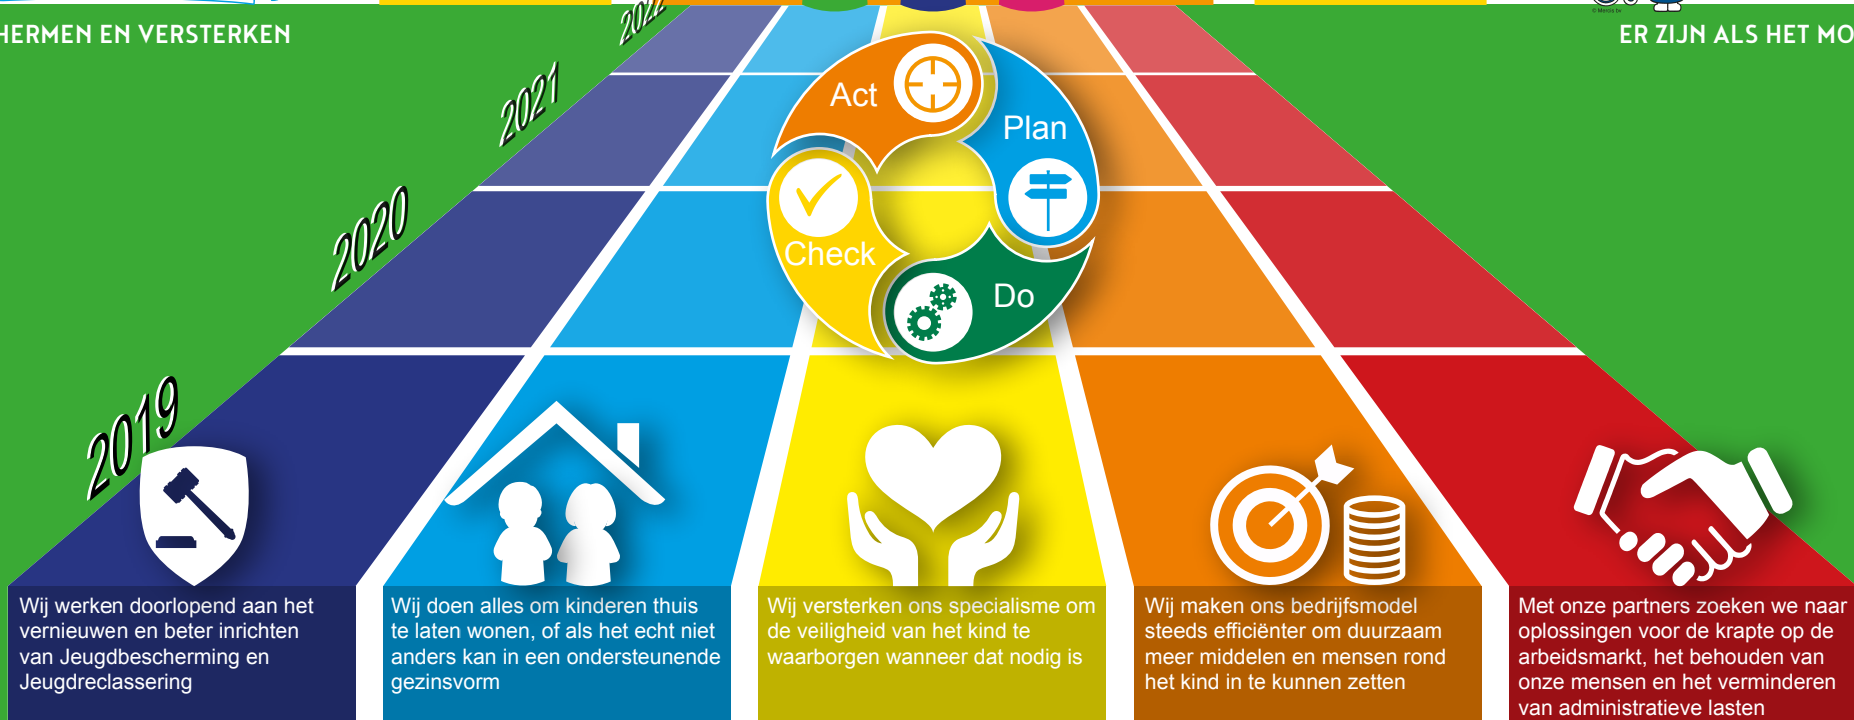 HERMEN EN VERSTERKEN
ER ZIJN ALS HET MO
© Mercis bv
2022
2021
2020
2019
Act
Plan
Check
Do
Wij werken doorlopend aan het
vernieuwen en beter inrichten
van Jeugdbescherming en
Jeugdreclassering
Wij doen alles om kinderen thuis
te laten wonen, of als het echt niet
anders kan in een ondersteunende
gezinsvorm
Wij versterken ons specialisme om
de veiligheid van het kind te
waarborgen wanneer dat nodig is
Wij maken ons bedrijfsmodel
steeds efficiënter om duurzaam
meer middelen en mensen rond
het kind in te kunnen zetten
Met onze partners zoeken we naar
oplossingen voor de krapte op de
arbeidsmarkt, het behouden van
onze mensen en het verminderen
van administratieve lasten